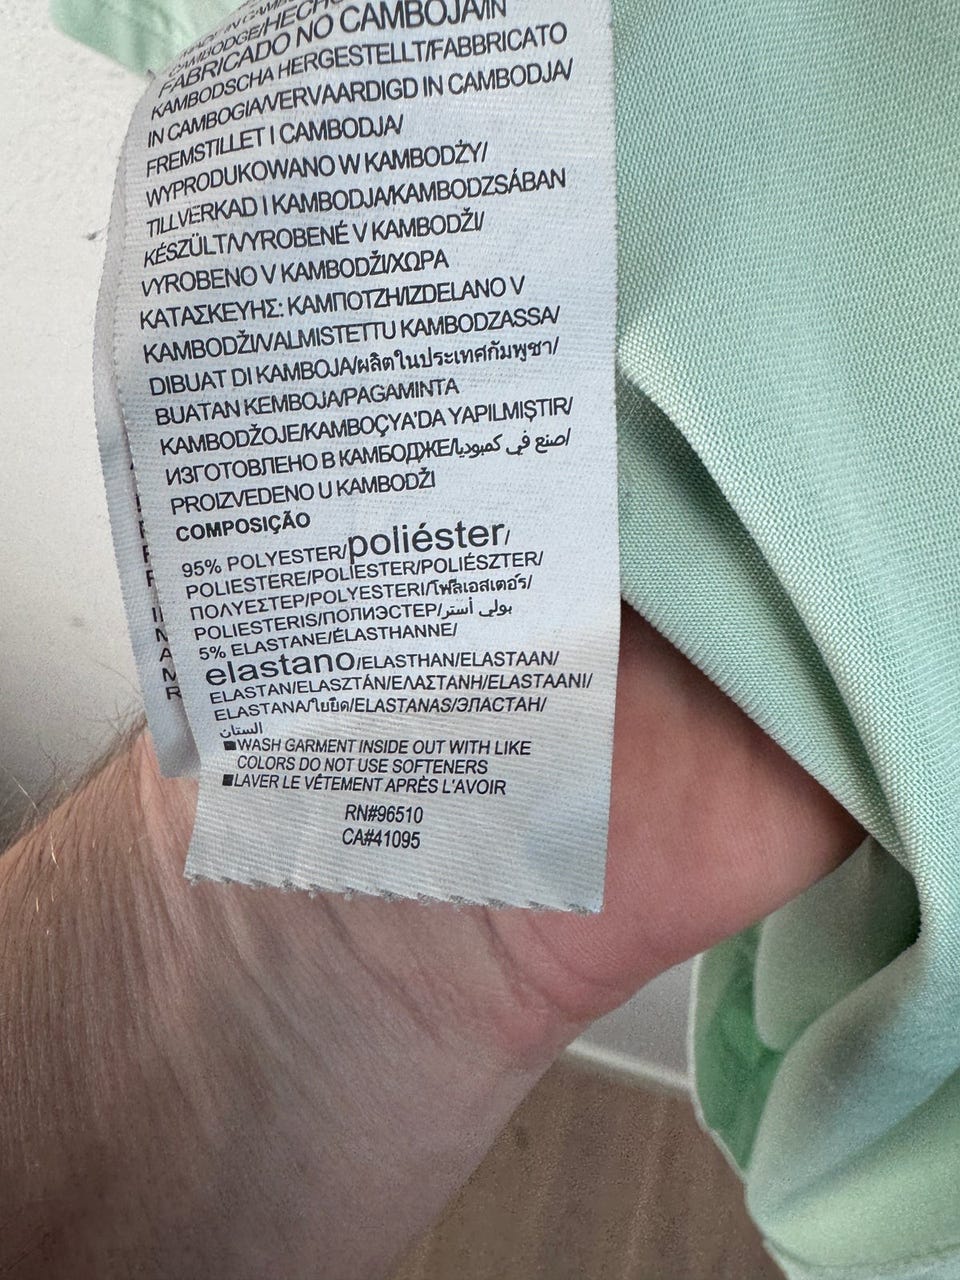 CAMBODGE/HECHO
FABRICADO NO CAMBOJA/IN
KAMBODSCHA HERGESTELLT/FABBRICATO
IN CAMBOGIA/VERVAARDIGD IN CAMBODJA/
FREMSTILLET I CAMBODJA/
WYPRODUKOWANO W KAMBODŻY/
TILLVERKAD I KAMBODJA/KAMBODZSÁBAN
KÉSZÜLT/VYROBENÉ V KAMBODŽI/
VYROBENO V KAMBODŽI/ΧΩΡΑ
ΚΑΤΑΣΚΕΥΗΣ: ΚΑΜΠΟΤΖΗ/IZDELANO V
KAMBODŽI/VALMISTETTU KAMBODZASSA/
DIBUAT DI KAMBOJA/ผลิตในประเทศกัมพูชา/
BUATAN KEMBOJA/PAGAMINTA
KAMBODŽOJE/KAMBOÇYA'DA YAPILMIŞTIR/
ИЗГОТОВЛЕНО В КАМБОДЖЕ/صنع في كمبوديا/
PROIZVEDENO U KAMBODŽI
COMPOSIÇÃO
95% POLYESTER/poliéster/
POLIESTERE/POLIESTER/POLIÉSZTER/
ΠΟΛΥΕΣΤΕΡ/POLYESTERI/โพลีเอสเตอร์/
POLIESTERIS/ПОЛИЭСТЕР/بولي أستر
5% ELASTANE/ÉLASTHANNE/
elastano/ELASTHAN/ELASTAAN/
ELASTAN/ELASZTÁN/ΕΛΑΣΤΑΝΗ/ELASTAANI/
ELASTANA/ใยยืด/ELASTANAS/ЭЛАСТАН/
الستان
■WASH GARMENT INSIDE OUT WITH LIKE
COLORS DO NOT USE SOFTENERS
■LAVER LE VÊTEMENT APRÈS L'AVOIR
RN#96510
CA#41095